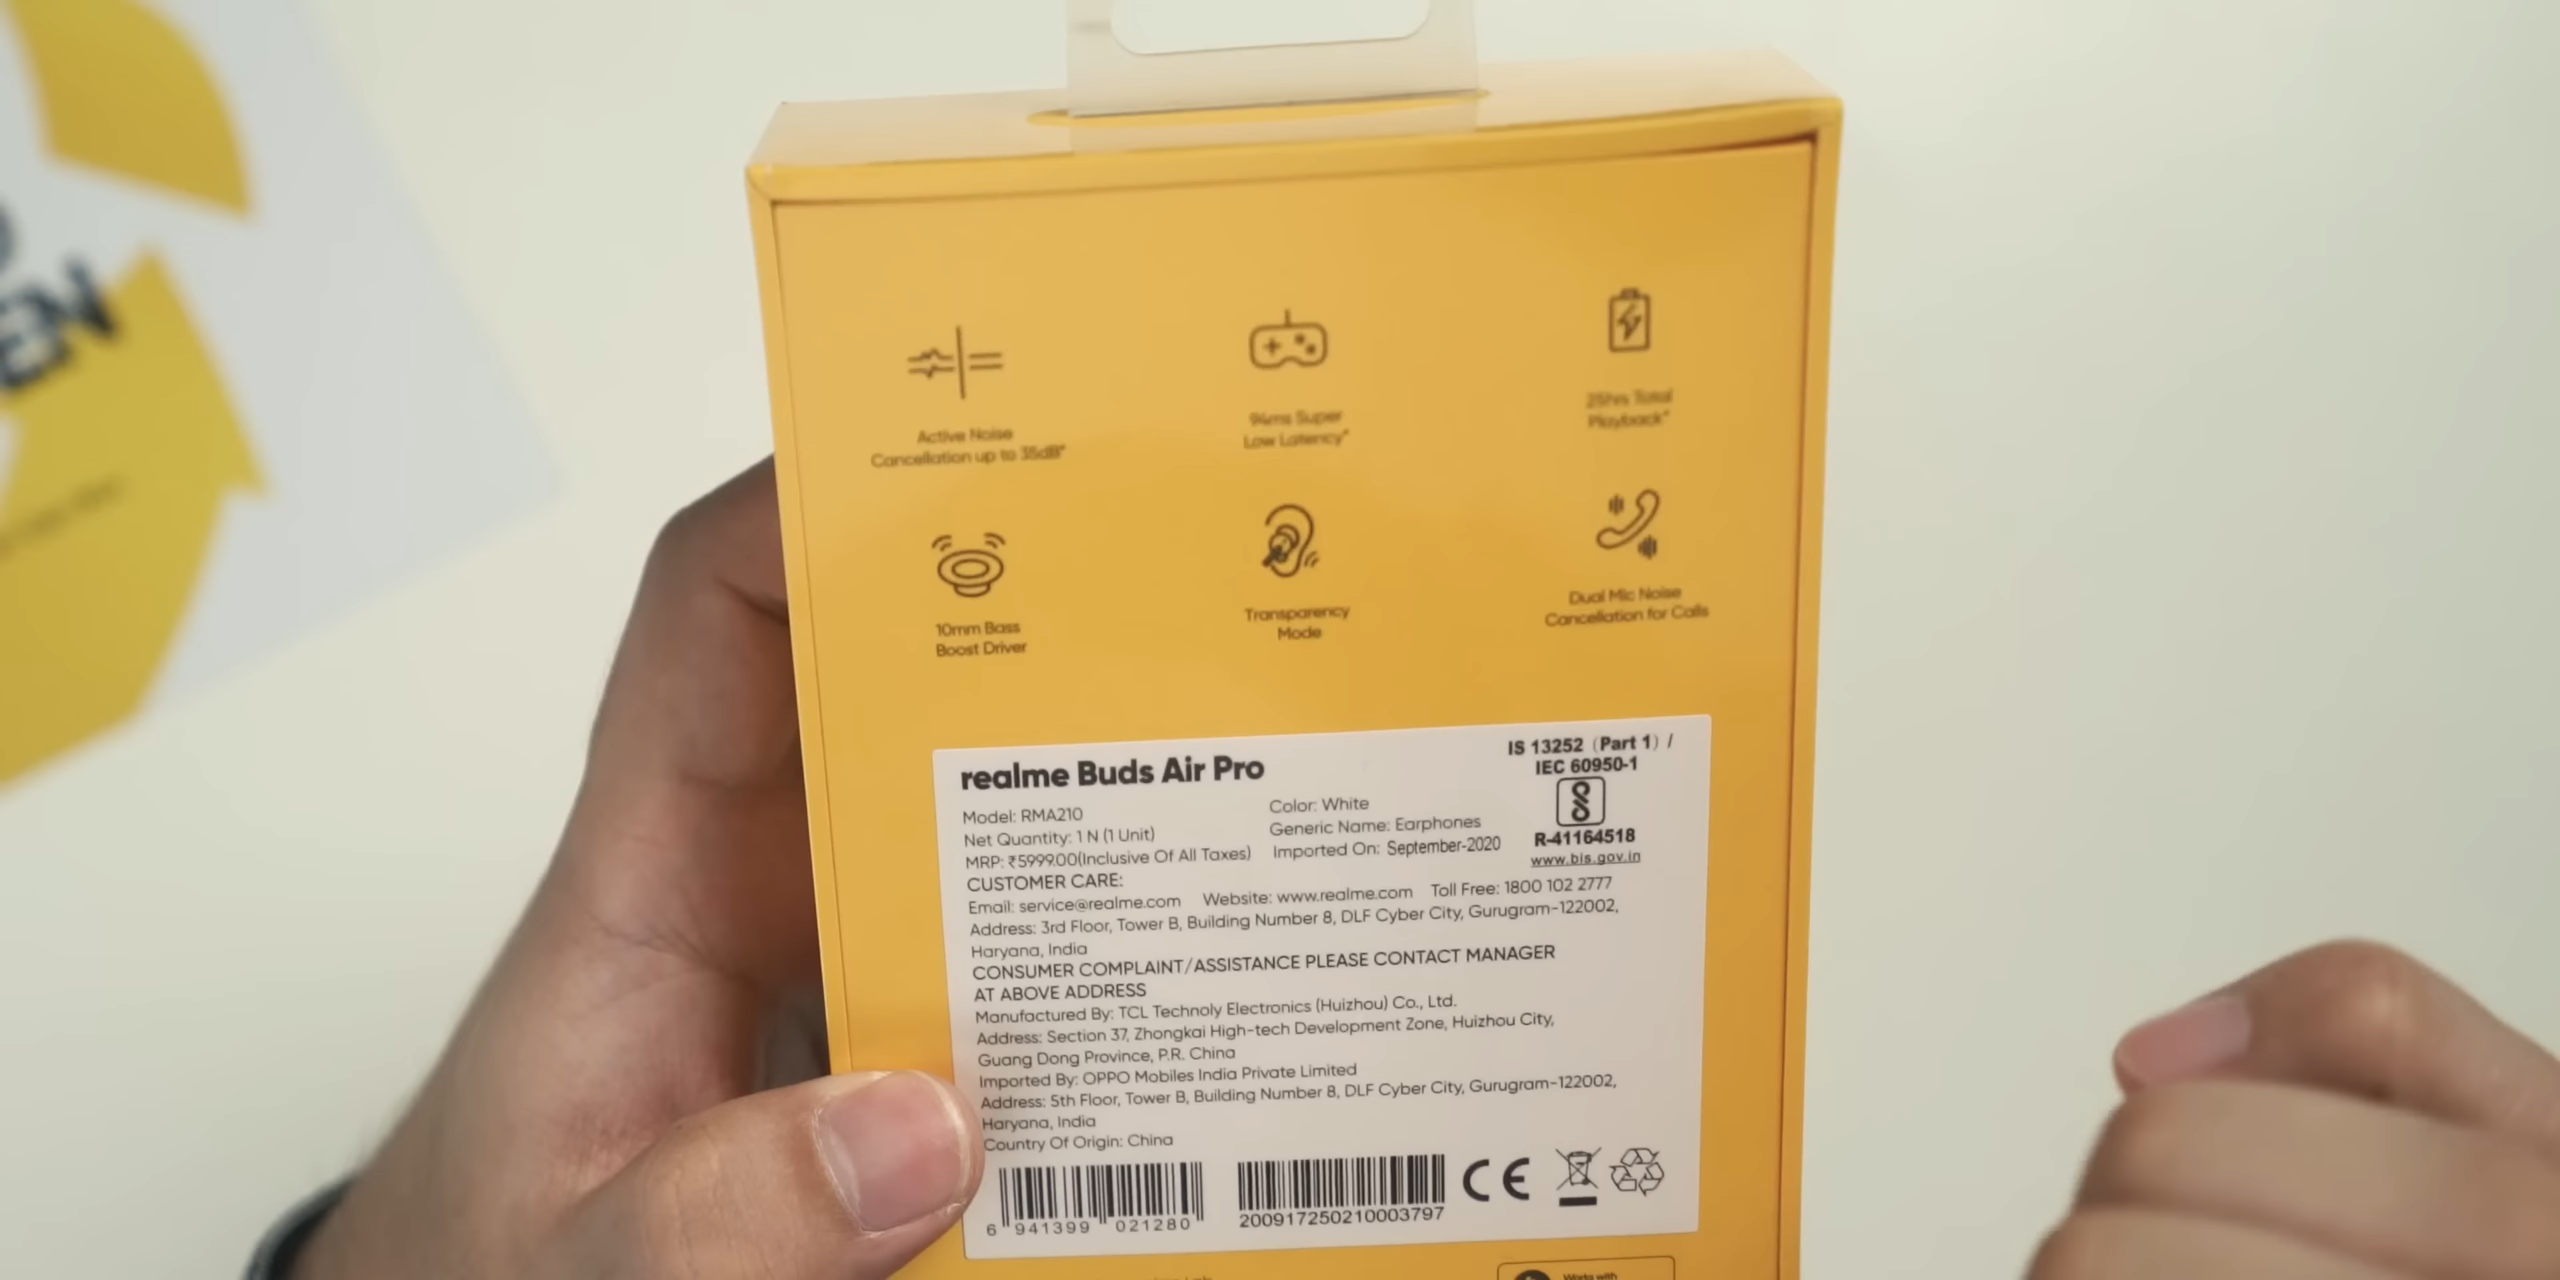 EN
Active Noise
Cancellation up to 35dB*
94ms Super
Low Latency*
25hrs Total
Playback*
10mm Bass
Boost Driver
Transparency
Mode
Dual Mic Noise
Cancellation for Calls
realme Buds Air Pro
IS 13252 (Part 1) /
IEC 60950-1
R-41164518
www.bis.gov.in
Model: RMA210
Color: White
Net Quantity: 1 N (1 Unit)
Generic Name: Earphones
MRP: ₹5999.00(Inclusive Of All Taxes)
Imported On: September-2020
CUSTOMER CARE:
Email: service@realme.com Website: www.realme.com Toll Free: 1800 102 2777
Address: 3rd Floor, Tower B, Building Number 8, DLF Cyber City, Gurugram-122002,
Haryana, India
CONSUMER COMPLAINT/ASSISTANCE PLEASE CONTACT MANAGER
AT ABOVE ADDRESS
Manufactured By: TCL Technoly Electronics (Huizhou) Co., Ltd.
Address: Section 37, Zhongkai High-tech Development Zone, Huizhou City,
Guang Dong Province, P.R. China
Imported By: OPPO Mobiles India Private Limited
Address: 5th Floor, Tower B, Building Number 8, DLF Cyber City, Gurugram-122002,
Haryana, India
Country Of Origin: China
6 941399 021280
200917250210003797
CE
Works with